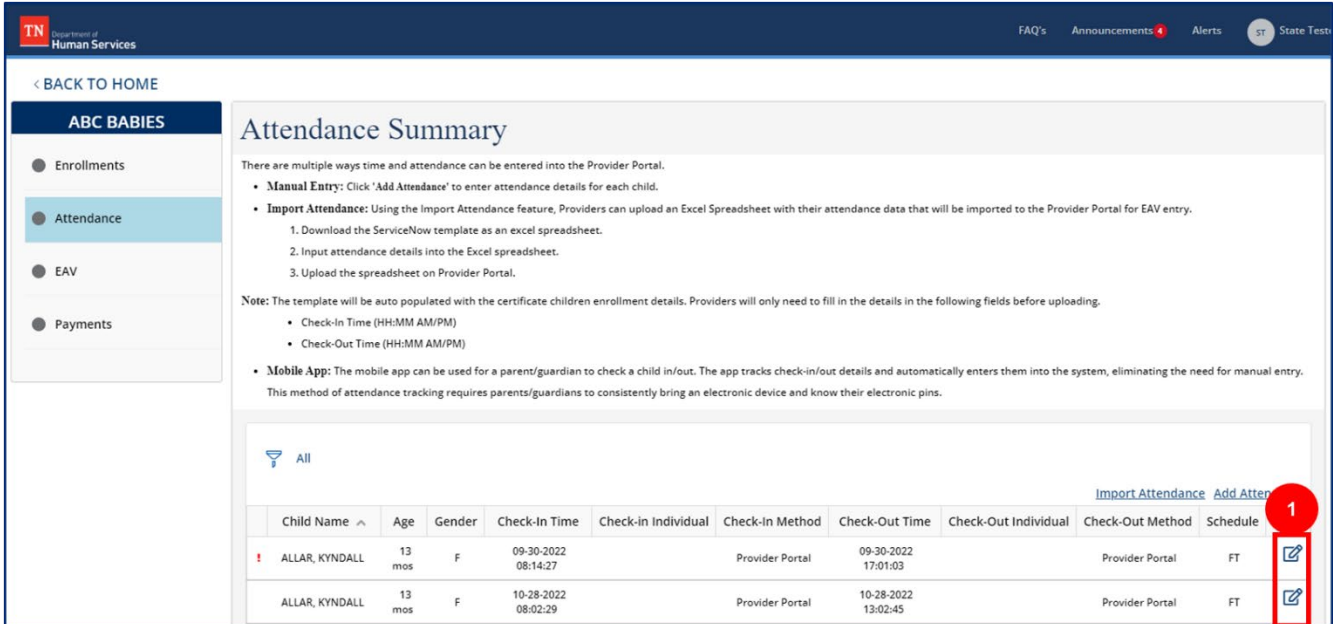 TN Department of
Human Services
FAQ's Announcements 4 Alerts ST State Teste
< BACK TO HOME
ABC BABIES
Enrollments
Attendance
EAV
Payments
Attendance Summary
There are multiple ways time and attendance can be entered into the Provider Portal.
• Manual Entry: Click 'Add Attendance' to enter attendance details for each child.
• Import Attendance: Using the Import Attendance feature, Providers can upload an Excel Spreadsheet with their attendance data that will be imported to the Provider Portal for EAV entry.
1. Download the ServiceNow template as an excel spreadsheet.
2. Input attendance details into the Excel spreadsheet.
3. Upload the spreadsheet on Provider Portal.
Note: The template will be auto populated with the certificate children enrollment details. Providers will only need to fill in the details in the following fields before uploading.
• Check-In Time (HH:MM AM/PM)
• Check-Out Time (HH:MM AM/PM)
• Mobile App: The mobile app can be used for a parent/guardian to check a child in/out. The app tracks check-in/out details and automatically enters them into the system, eliminating the need for manual entry.
This method of attendance tracking requires parents/guardians to consistently bring an electronic device and know their electronic pins.
All
Import Attendance Add Atten
1
Child Name Age Gender Check-In Time Check-in Individual Check-In Method Check-Out Time Check-Out Individual Check-Out Method Schedule
! ALLAR, KYNDALL 13 mos F 09-30-2022 08:14:27 Provider Portal 09-30-2022 17:01:03 Provider Portal FT
ALLAR, KYNDALL 13 mos F 10-28-2022 08:02:29 Provider Portal 10-28-2022 13:02:45 Provider Portal FT